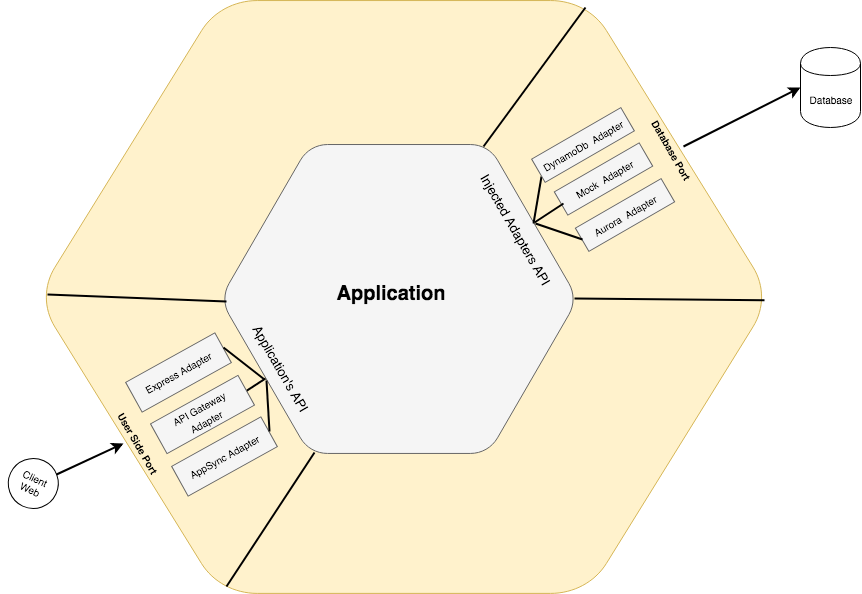 Database
Database Port
DynamoDb Adapter
Mock Adapter
Aurora Adapter
Injected Adapters API
Application
Application's API
Express Adapter
API Gateway
Adapter
AppSync Adapter
User Side Port
Client
Web